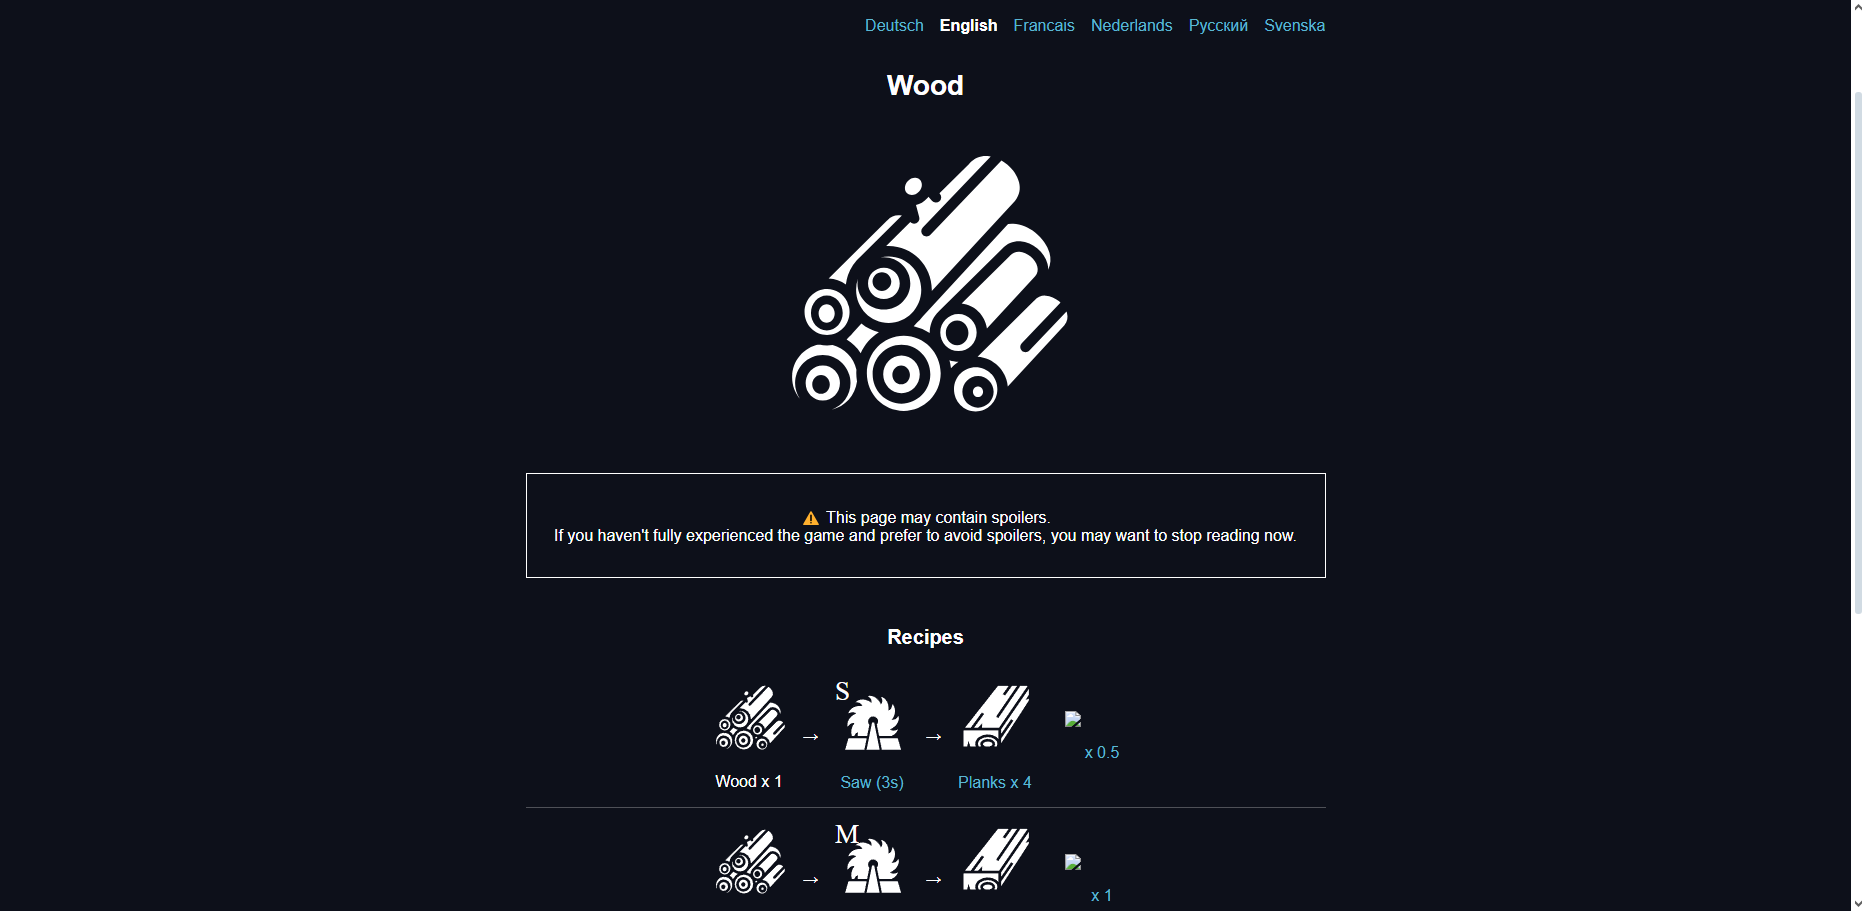 Deutsch English Francais Nederlands Русский Svenska
Wood
This page may contain spoilers.
If you haven't fully experienced the game and prefer to avoid spoilers, you may want to stop reading now.
Recipes
S
→ →
x 0.5
Wood x 1 Saw (3s) Planks x 4
M
→ →
x 1